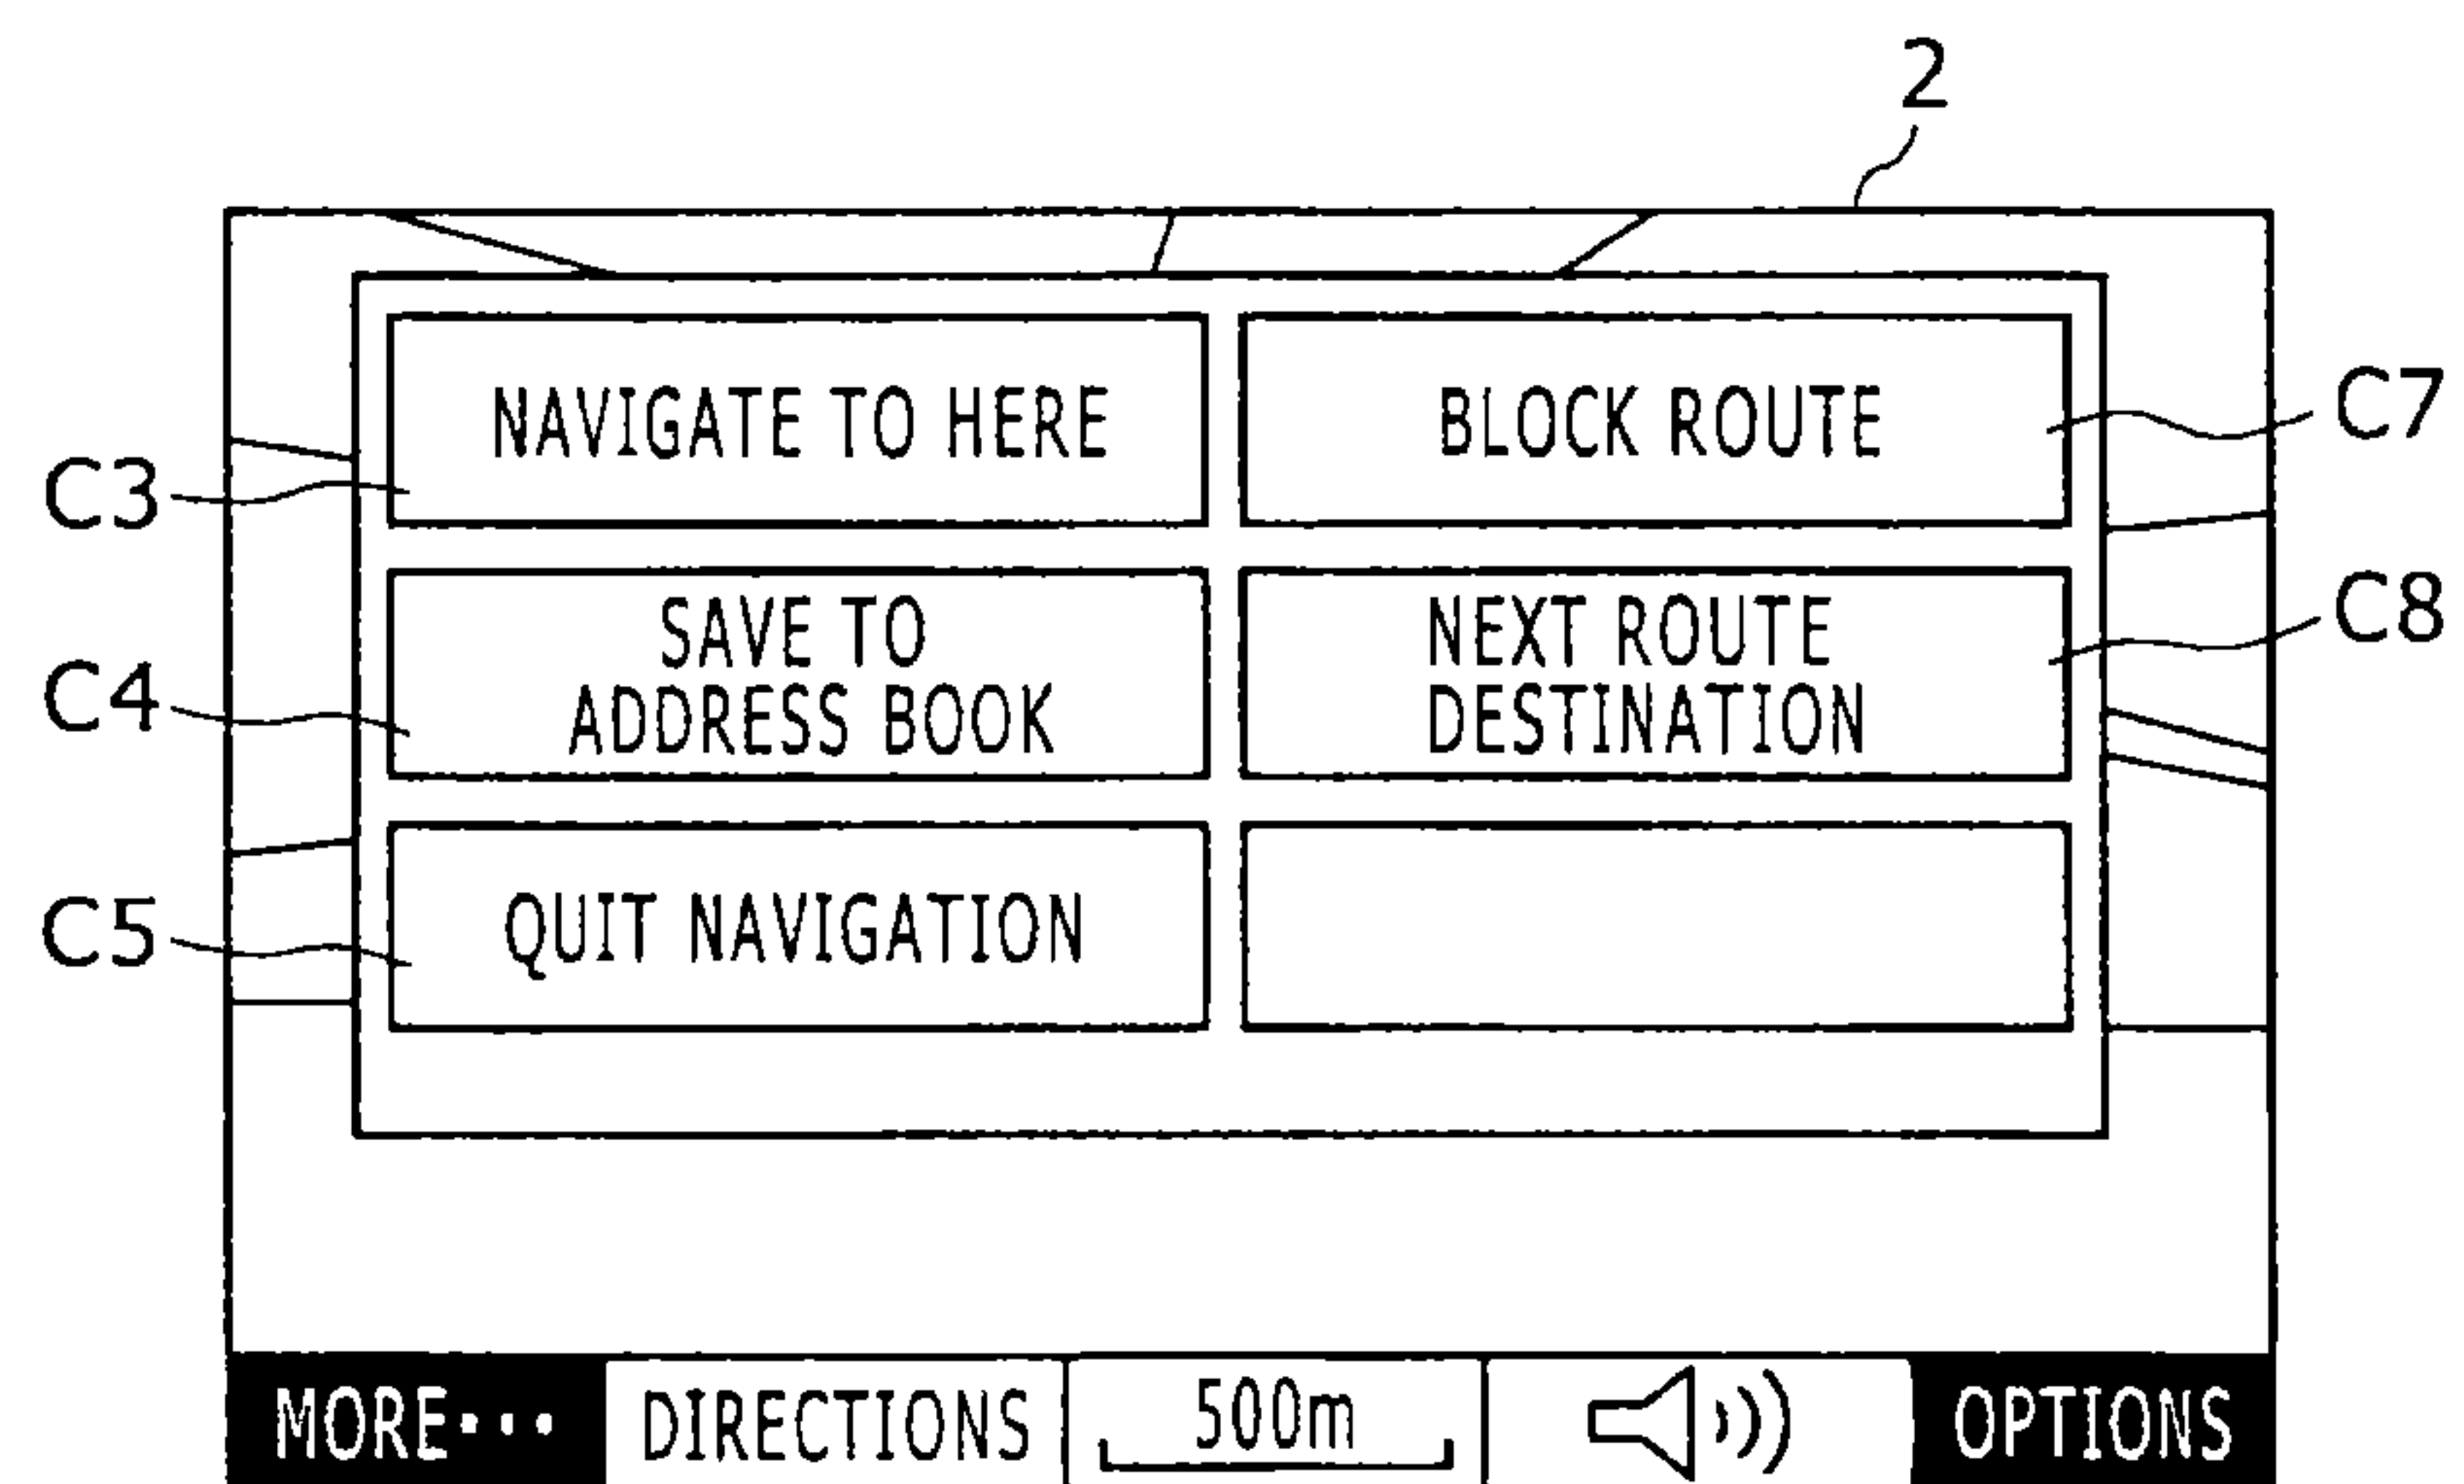 2
NAVIGATE TO HERE
BLOCK ROUTE
C7
C3
SAVE TO
ADDRESS BOOK
NEXT ROUTE
DESTINATION
C8
C4
QUIT NAVIGATION
C5
MORE...
DIRECTIONS
500m
OPTIONS